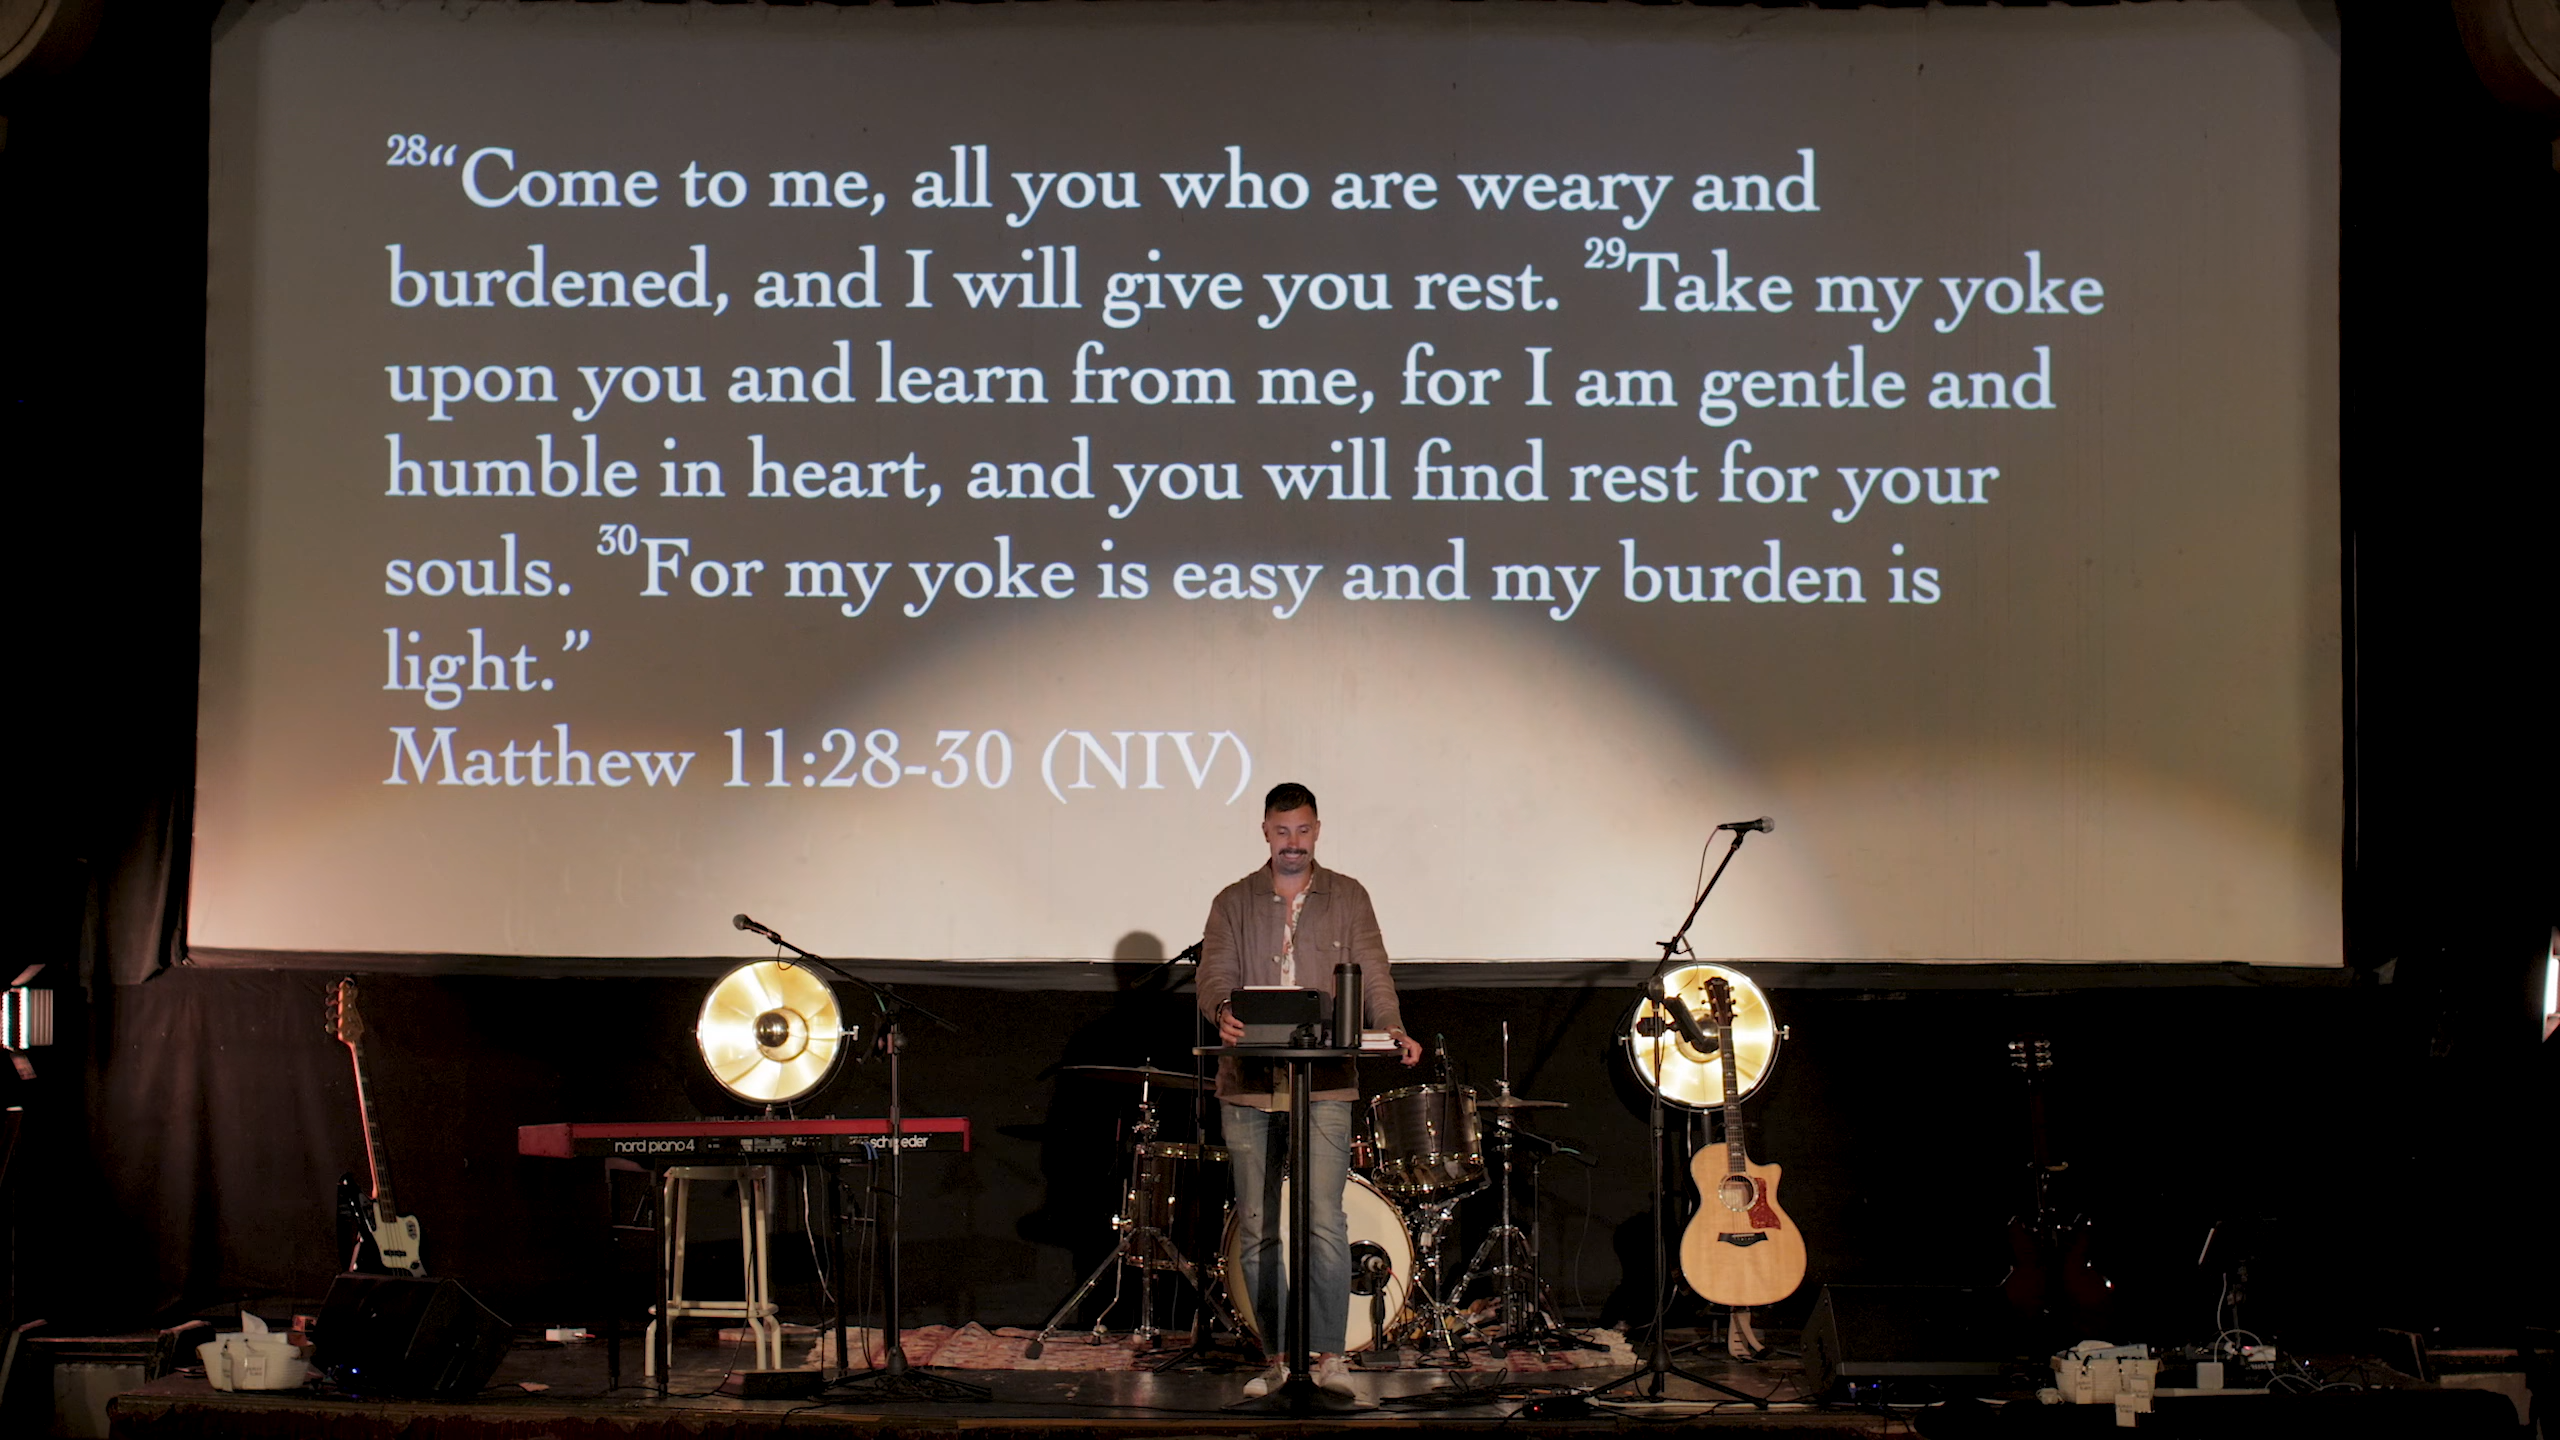 ²⁸“Come to me, all you who are weary and
burdened, and I will give you rest. ²⁹Take my yoke
upon you and learn from me, for I am gentle and
humble in heart, and you will find rest for your
souls. ³⁰For my yoke is easy and my burden is
light.”
Matthew 11:28-30 (NIV)
nord piano 4